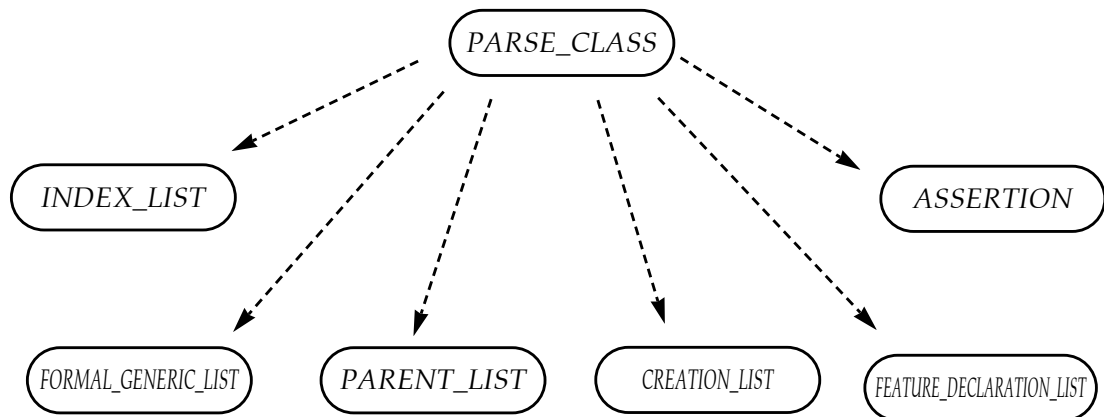 PARSE_CLASS
INDEX_LIST
ASSERTION
FORMAL_GENERIC_LIST
PARENT_LIST
CREATION_LIST
FEATURE_DECLARATION_LIST